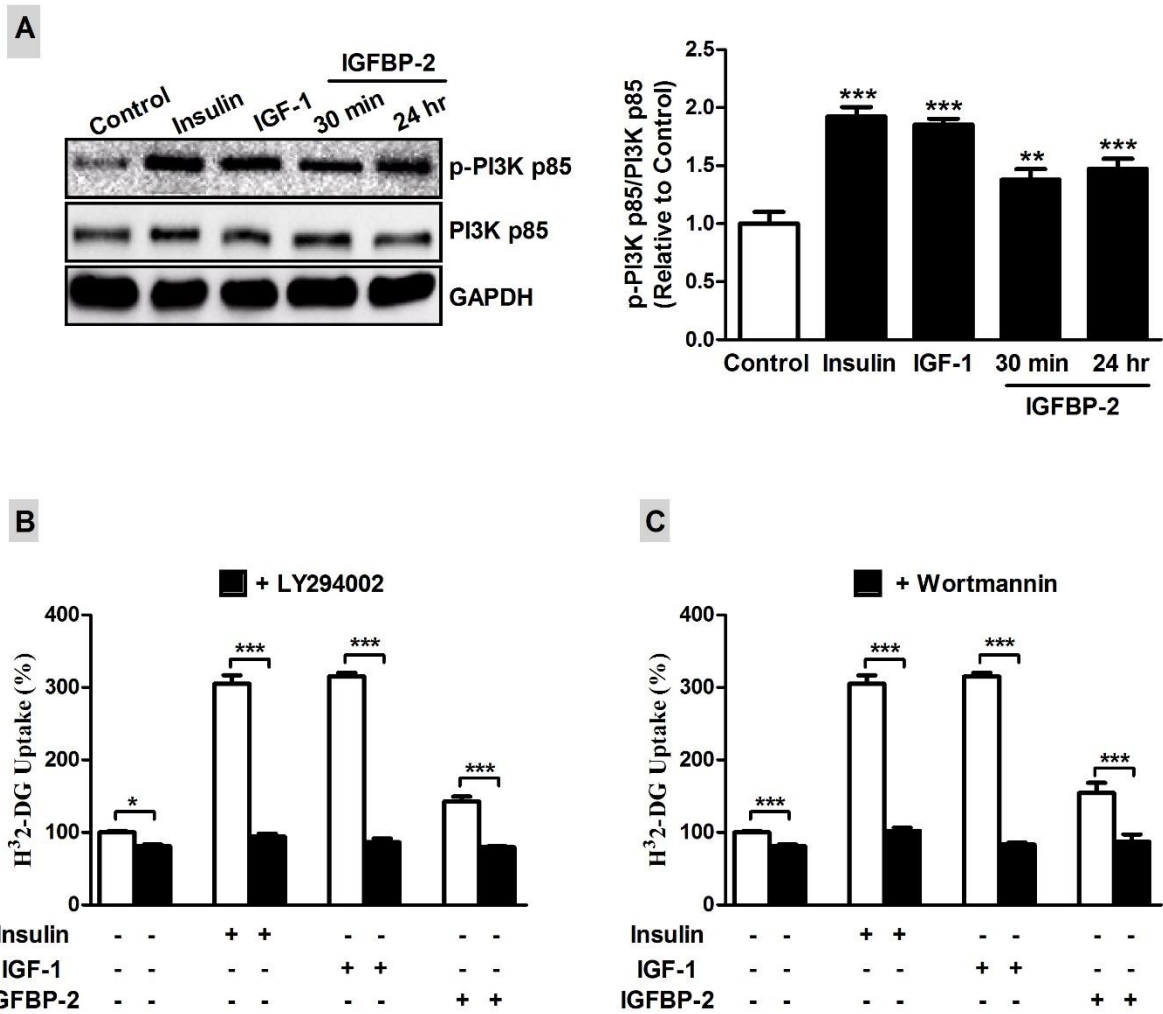 A
IGFBP-2
Control Insulin IGF-1 30 min 24 hr
p-PI3K p85
PI3K p85
GAPDH
p-PI3K p85/PI3K p85
(Relative to Control)
2.5
2.0
1.5
1.0
0.5
0.0
*** *** ** ***
Control Insulin IGF-1 30 min 24 hr
IGFBP-2
B
+ LY294002
H³2-DG Uptake (%)
400
300
200
100
0
* *** *** ***
Insulin - - + + - - - -
IGF-1 - - - - + + - -
GFBP-2 - - - - - - + +
C
+ Wortmannin
H³2-DG Uptake (%)
400
300
200
100
0
*** *** *** ***
Insulin - - + + - - - -
IGF-1 - - - - + + - -
IGFBP-2 - - - - - - + +